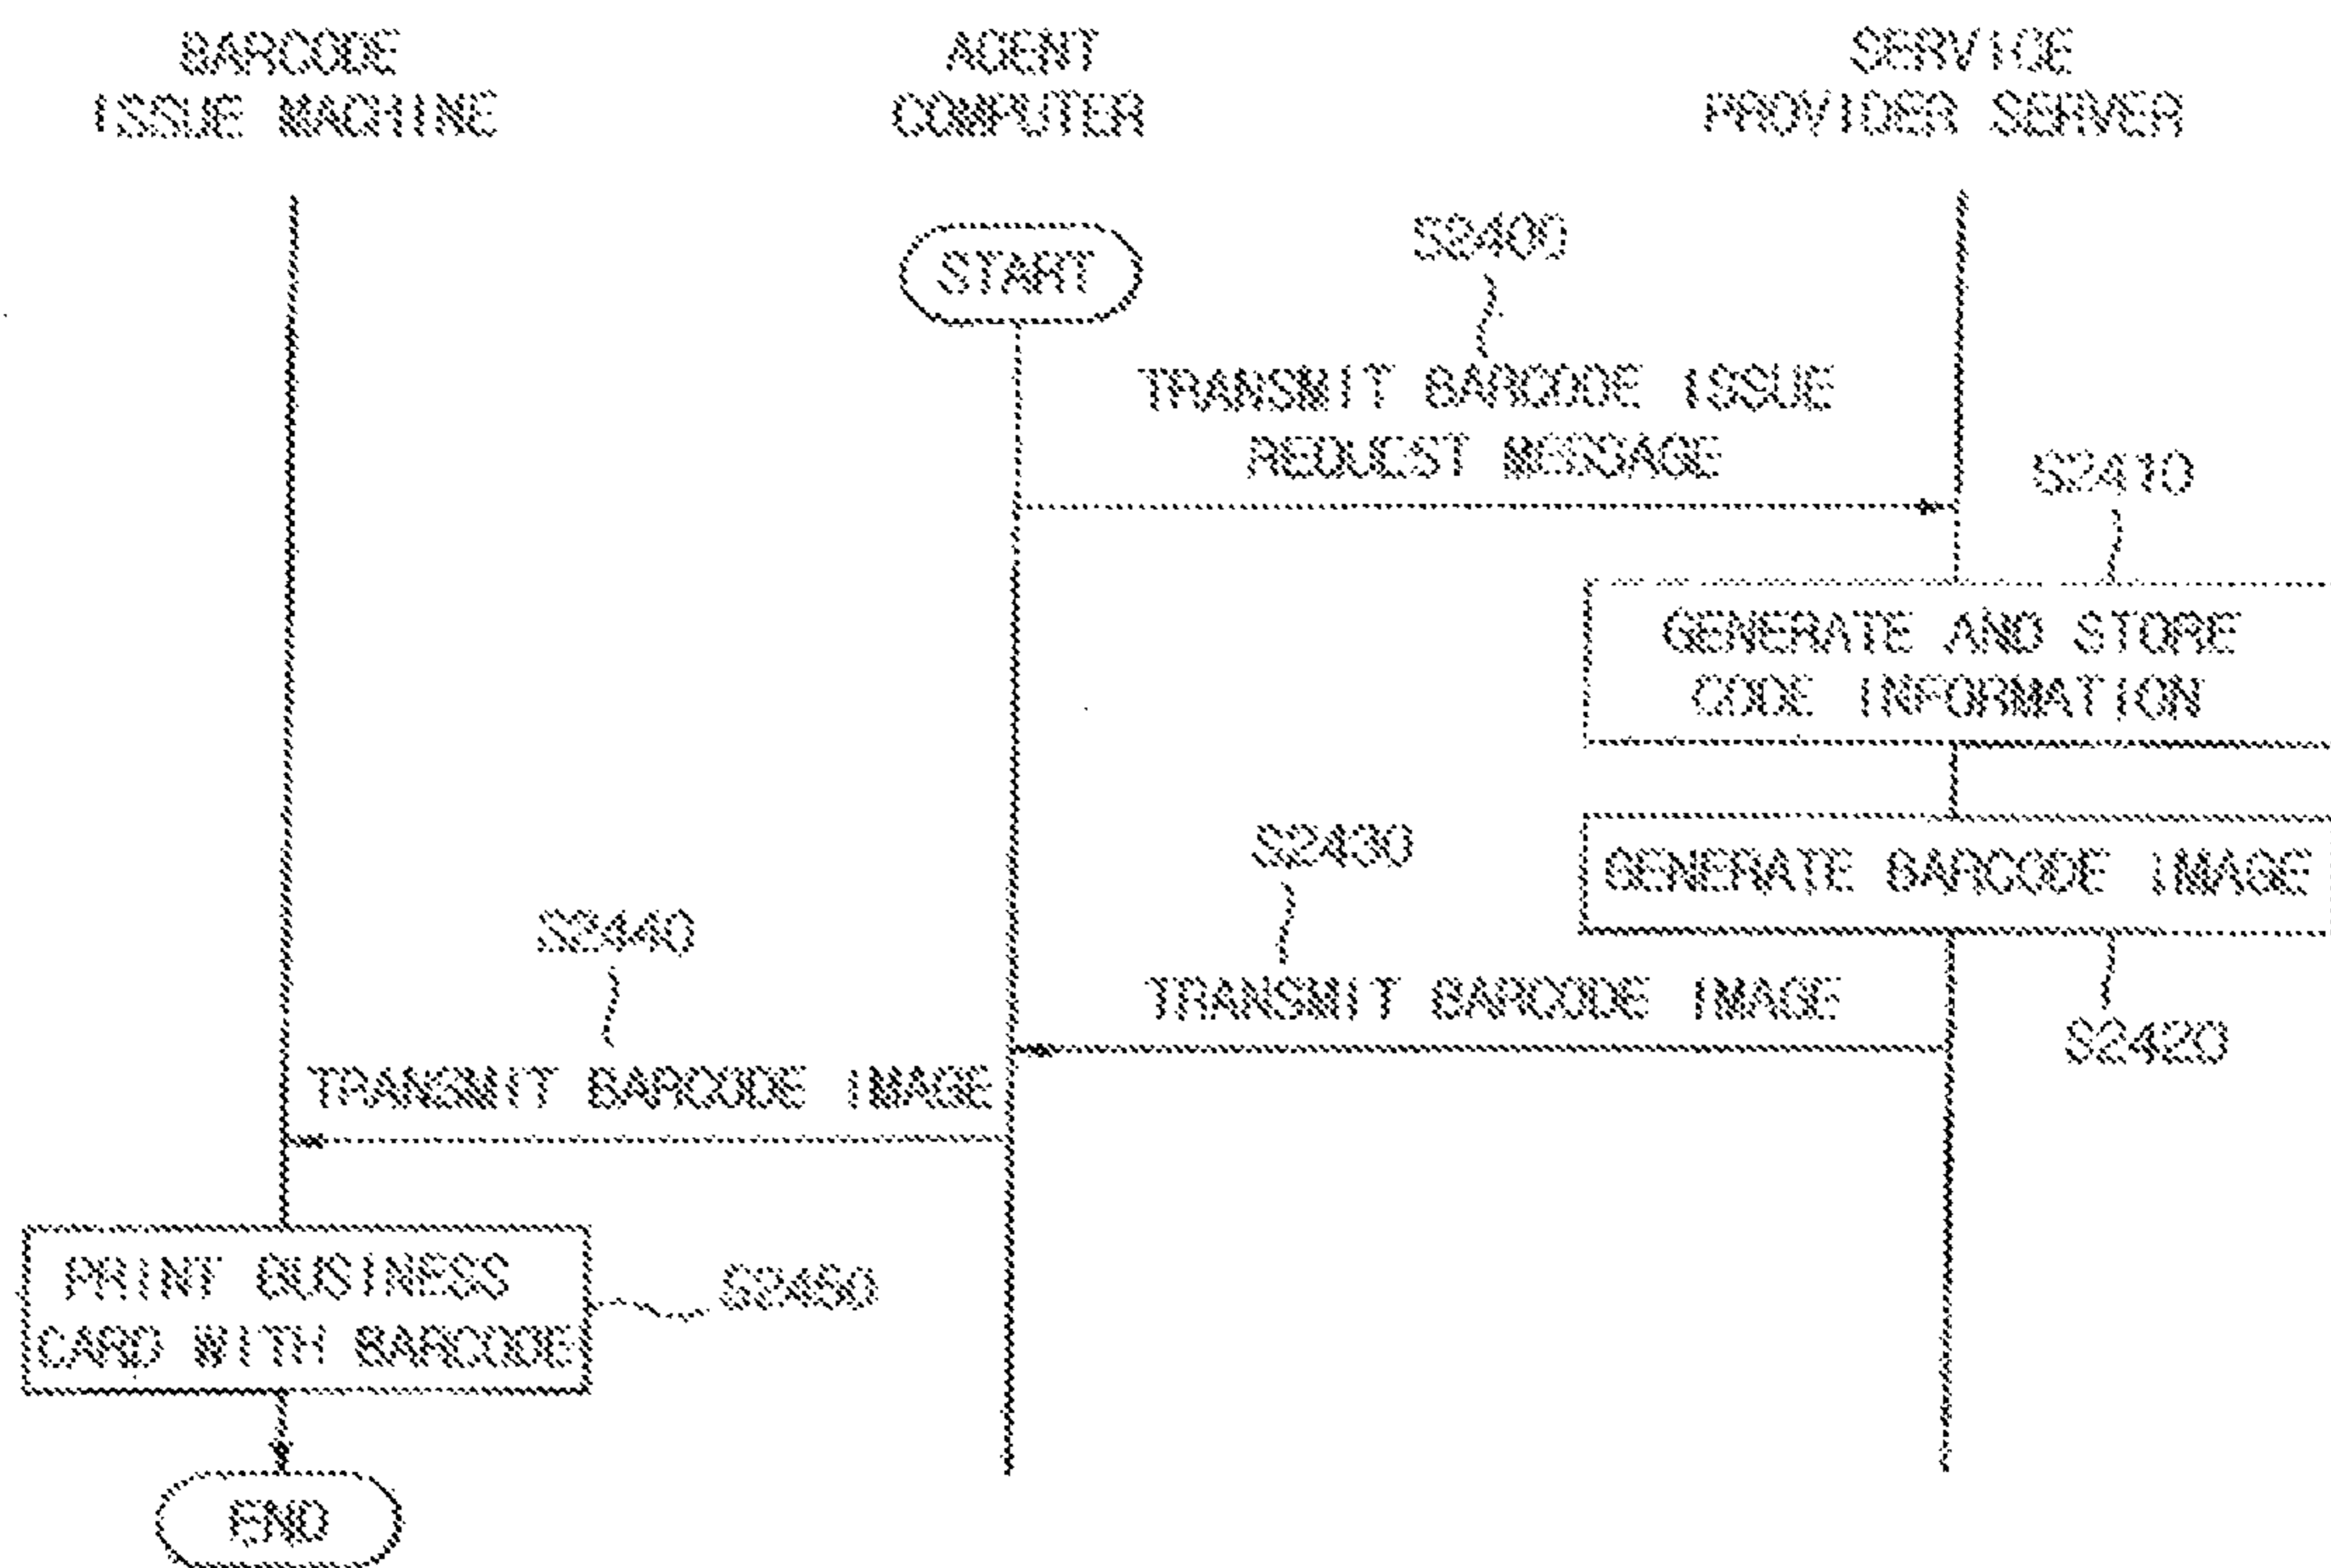 BARCODE
ISSUE MACHINE
AGENT
COMPUTER
SERVICE
PROVIDER SERVER
START
S2400
TRANSMIT BARCODE ISSUE
REQUEST MESSAGE
S2410
GENERATE AND STORE
CODE INFORMATION
GENERATE BARCODE IMAGE
S2420
S2430
TRANSMIT BARCODE IMAGE
S2440
TRANSMIT BARCODE IMAGE
PRINT BUSINESS
CARD WITH BARCODE
S2450
END